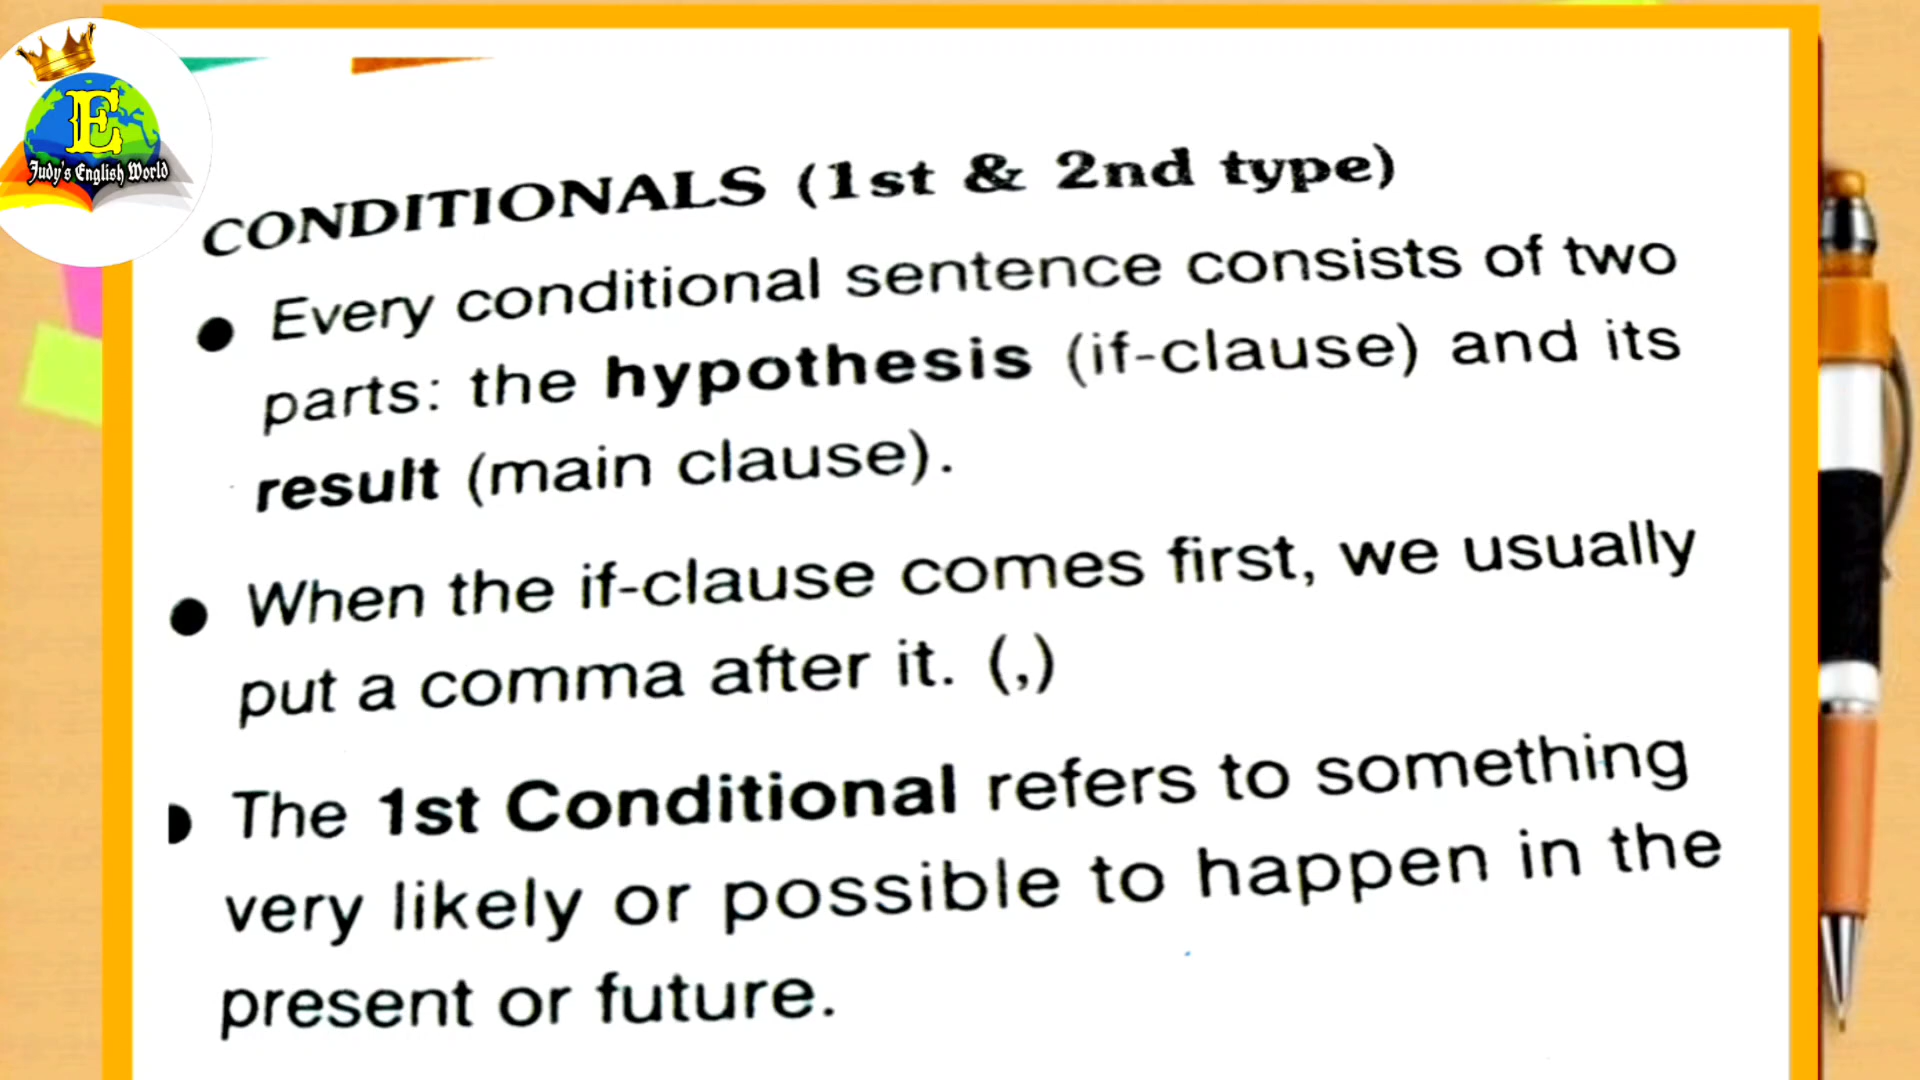 E
Judy's English World
CONDITIONALS (1st & 2nd type)
● Every conditional sentence consists of two
parts: the hypothesis (if-clause) and its
result (main clause).
● When the if-clause comes first, we usually
put a comma after it. (,)
● The 1st Conditional refers to something
very likely or possible to happen in the
present or future.